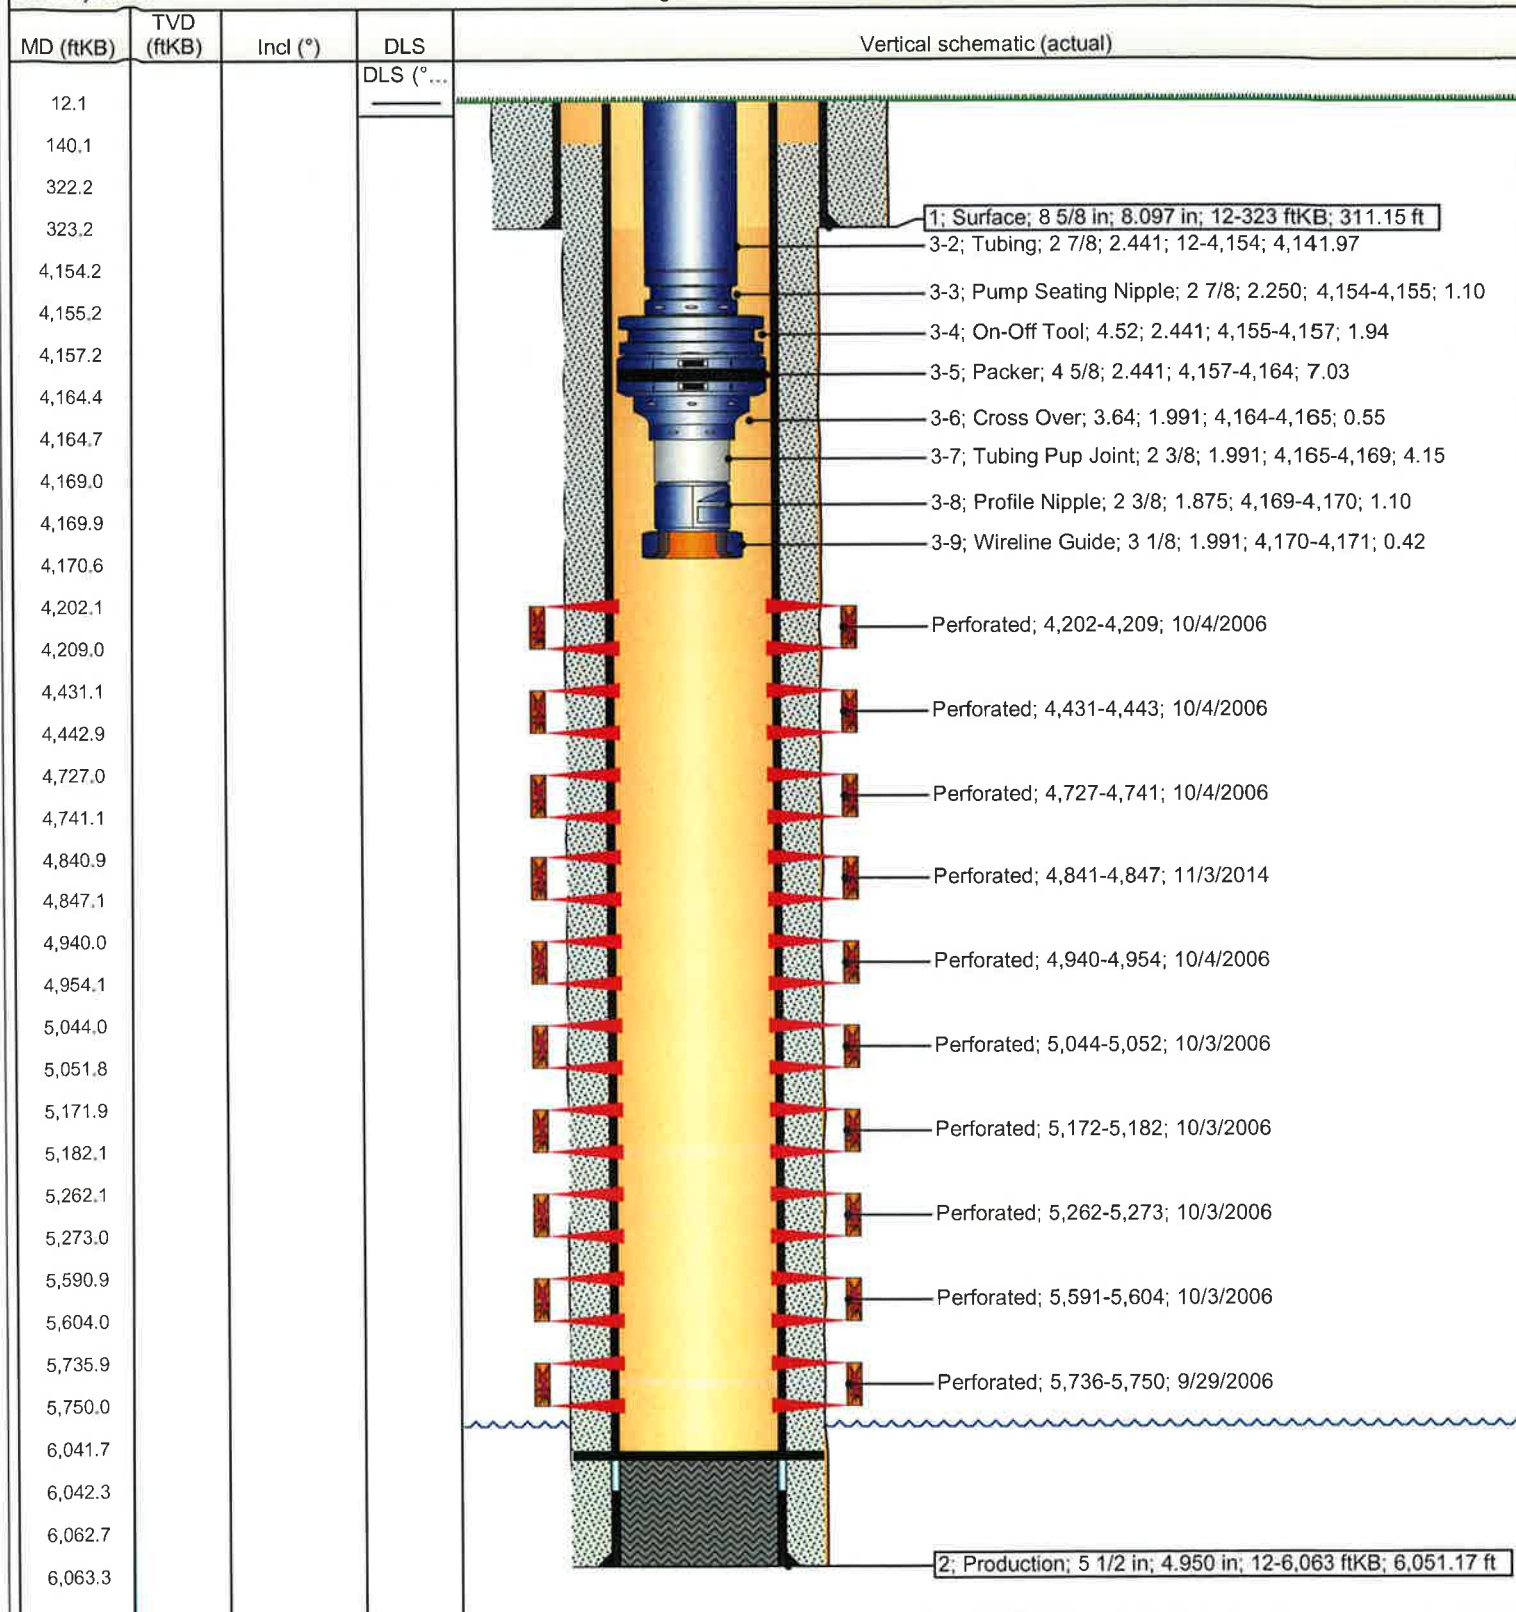 MD (ftKB)
TVD
(ftKB)
Incl (°)
DLS
Vertical schematic (actual)
DLS (°...
12.1
140.1
322.2
323.2
4,154.2
4,155.2
4,157.2
4,164.4
4,164.7
4,169.0
4,169.9
4,170.6
4,202.1
4,209.0
4,431.1
4,442.9
4,727.0
4,741.1
4,840.9
4,847.1
4,940.0
4,954.1
5,044.0
5,051.8
5,171.9
5,182.1
5,262.1
5,273.0
5,590.9
5,604.0
5,735.9
5,750.0
6,041.7
6,042.3
6,062.7
6,063.3
1; Surface; 8 5/8 in; 8.097 in; 12-323 ftKB; 311.15 ft
3-2; Tubing; 2 7/8; 2.441; 12-4,154; 4,141.97
3-3; Pump Seating Nipple; 2 7/8; 2.250; 4,154-4,155; 1.10
3-4; On-Off Tool; 4.52; 2.441; 4,155-4,157; 1.94
3-5; Packer; 4 5/8; 2.441; 4,157-4,164; 7.03
3-6; Cross Over; 3.64; 1.991; 4,164-4,165; 0.55
3-7; Tubing Pup Joint; 2 3/8; 1.991; 4,165-4,169; 4.15
3-8; Profile Nipple; 2 3/8; 1.875; 4,169-4,170; 1.10
3-9; Wireline Guide; 3 1/8; 1.991; 4,170-4,171; 0.42
Perforated; 4,202-4,209; 10/4/2006
Perforated; 4,431-4,443; 10/4/2006
Perforated; 4,727-4,741; 10/4/2006
Perforated; 4,841-4,847; 11/3/2014
Perforated; 4,940-4,954; 10/4/2006
Perforated; 5,044-5,052; 10/3/2006
Perforated; 5,172-5,182; 10/3/2006
Perforated; 5,262-5,273; 10/3/2006
Perforated; 5,591-5,604; 10/3/2006
Perforated; 5,736-5,750; 9/29/2006
2; Production; 5 1/2 in; 4.950 in; 12-6,063 ftKB; 6,051.17 ft